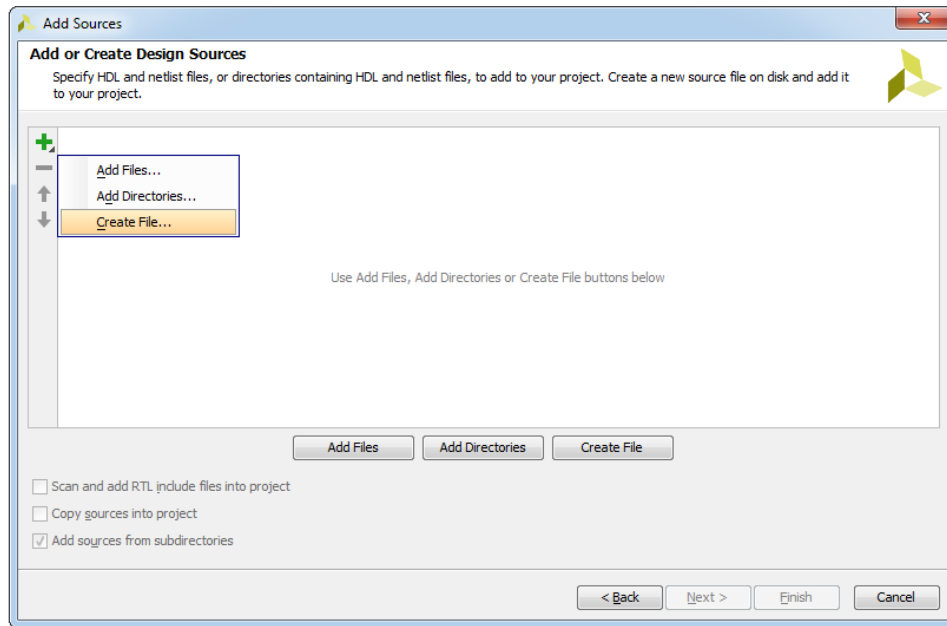 Add Sources
Add or Create Design Sources
Specify HDL and netlist files, or directories containing HDL and netlist files, to add to your project. Create a new source file on disk and add it
to your project.
Add Files...
Add Directories...
Create File...
Use Add Files, Add Directories or Create File buttons below
Add Files
Add Directories
Create File
Scan and add RTL include files into project
Copy sources into project
Add sources from subdirectories
< Back
Next >
Finish
Cancel